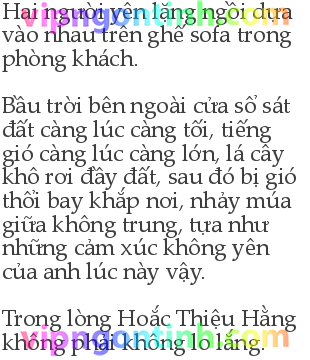 Hai người yên lặng ngồi dựa
vào nhau trên ghế sofa trong
phòng khách.
Bầu trời bên ngoài cửa sổ sát
đất càng lúc càng tối, tiếng
gió càng lúc càng lớn, lá cây
khô rơi đầy đất, sau đó bị gió
thổi bay khắp nơi, nhảy múa
giữa không trung, tựa như
những cảm xúc không yên
của anh lúc này vậy.
Trong lòng Hoắc Thiệu Hằng
không phải không lo lắng.
vipngontinh.com
vipngontinh.com